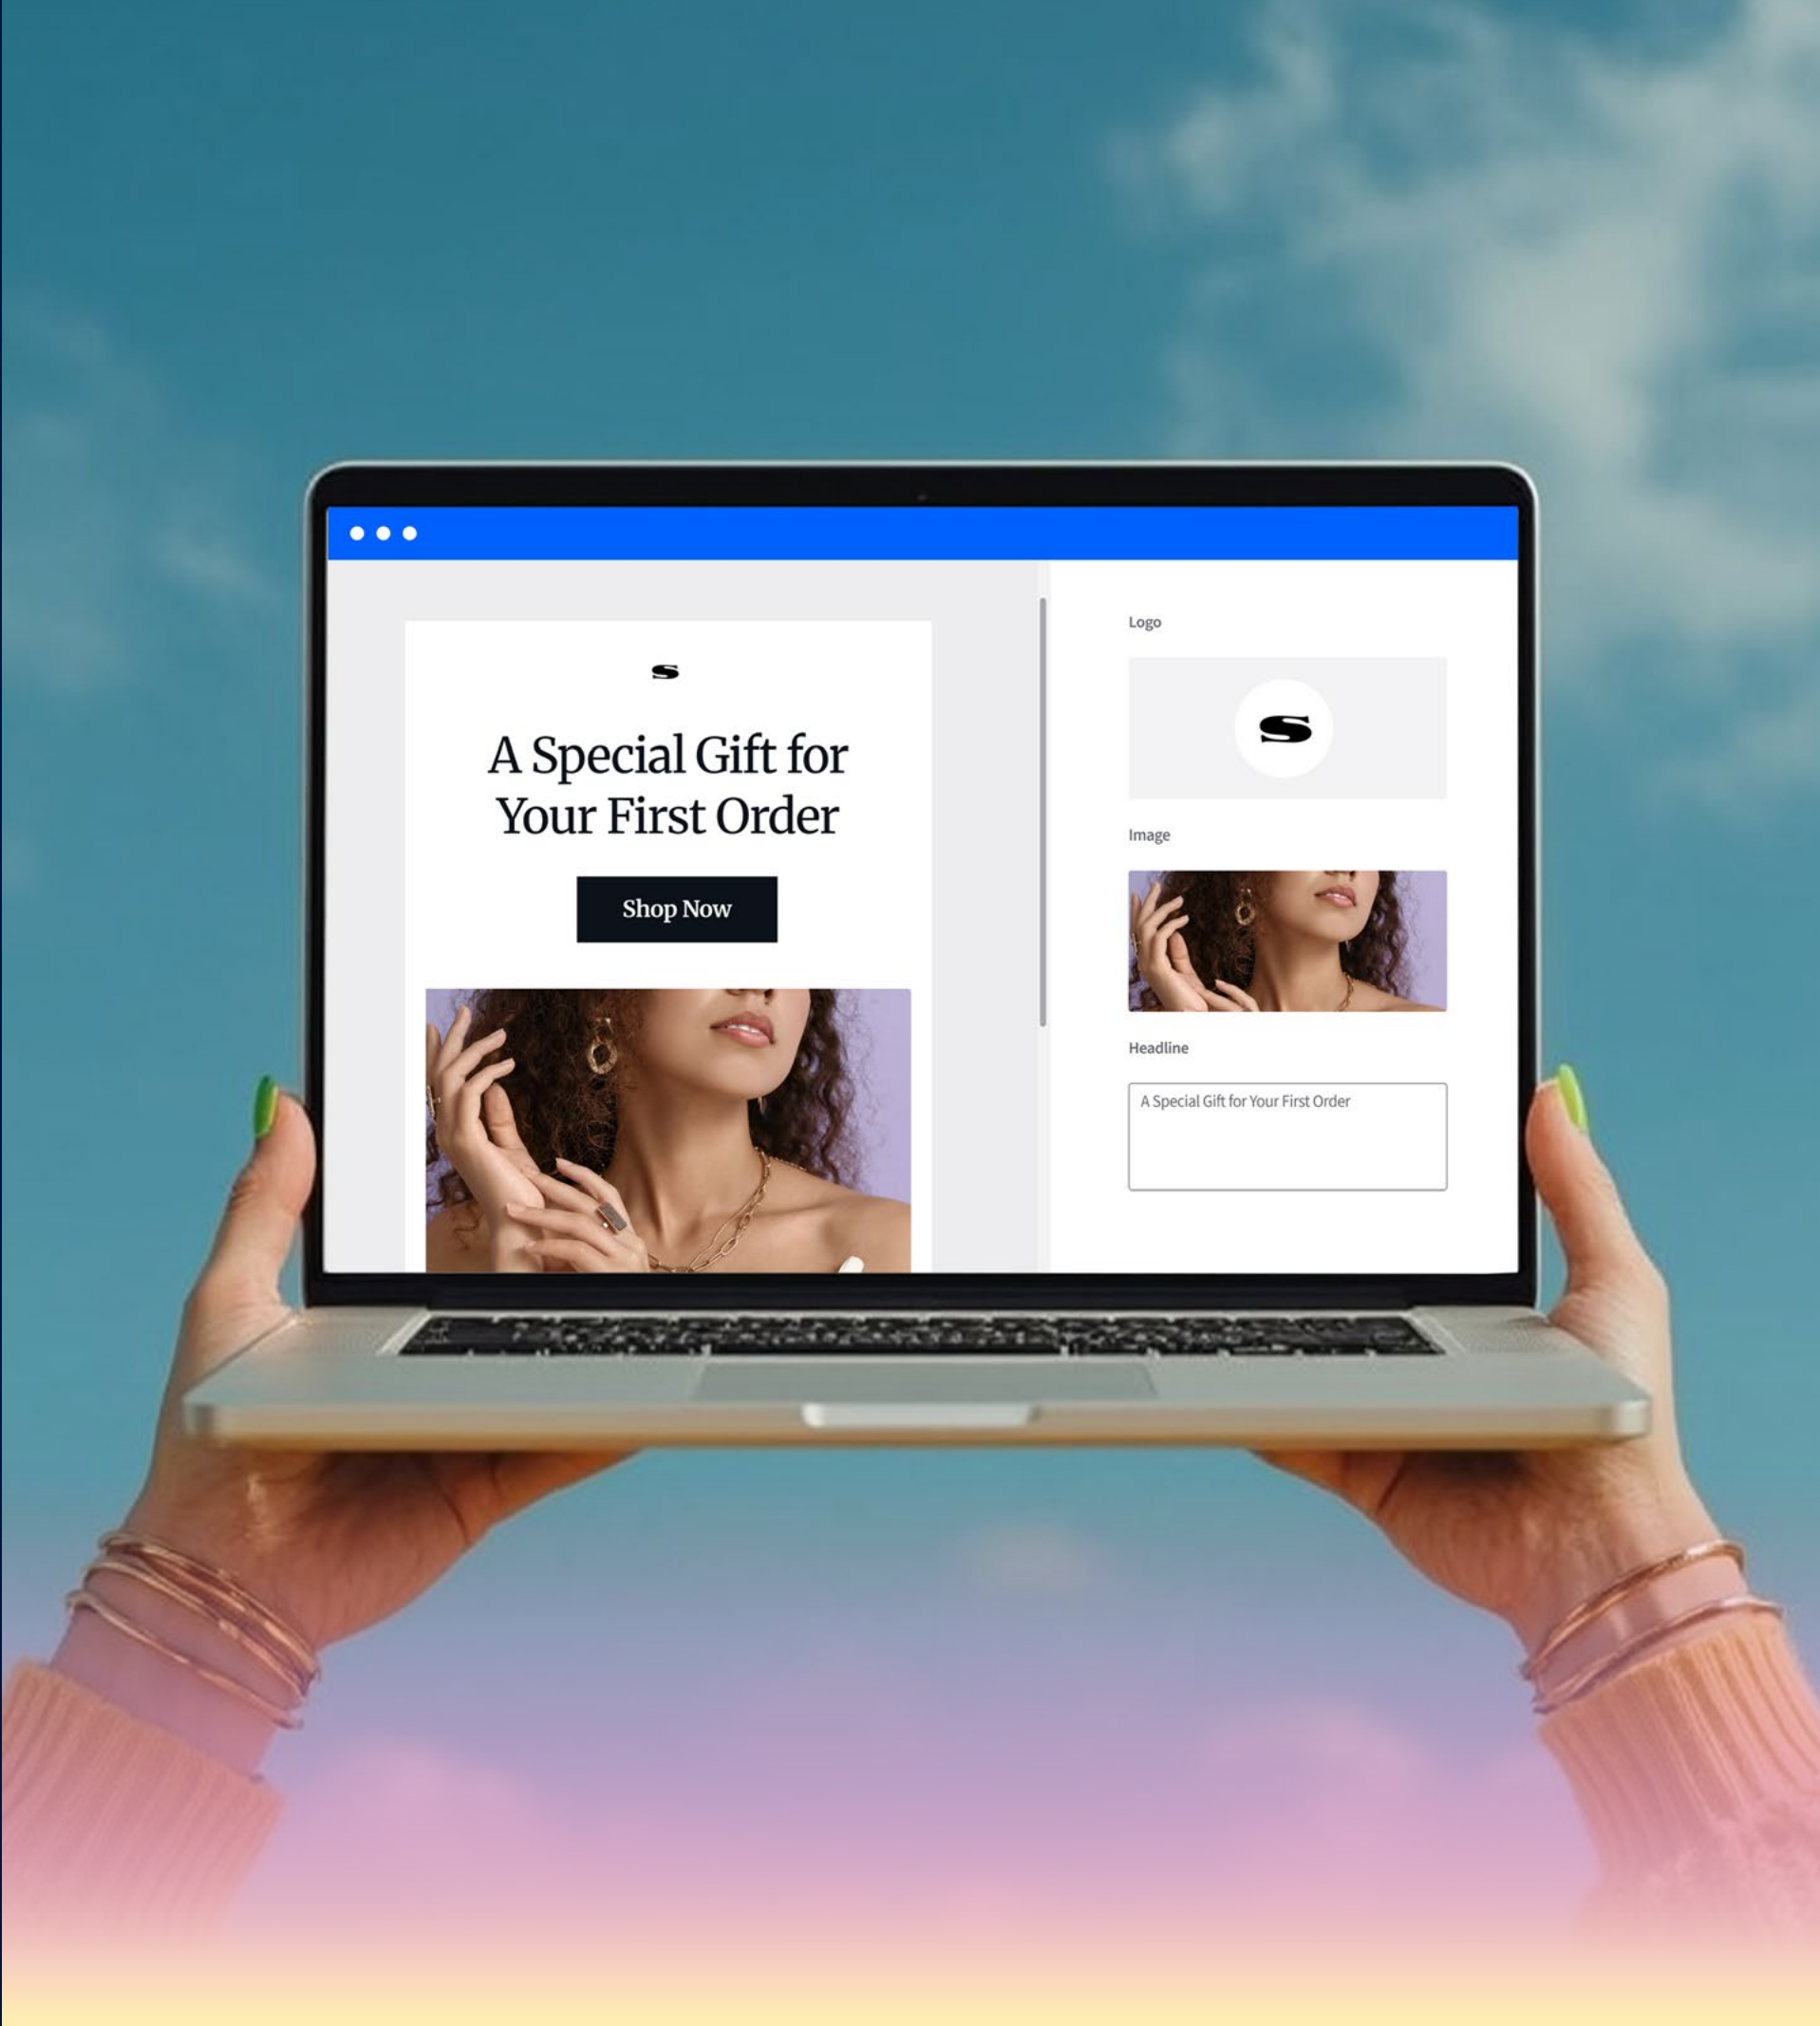 S
A Special Gift for
Your First Order
Shop Now
Logo
S
Image
Headline
A Special Gift for Your First Order